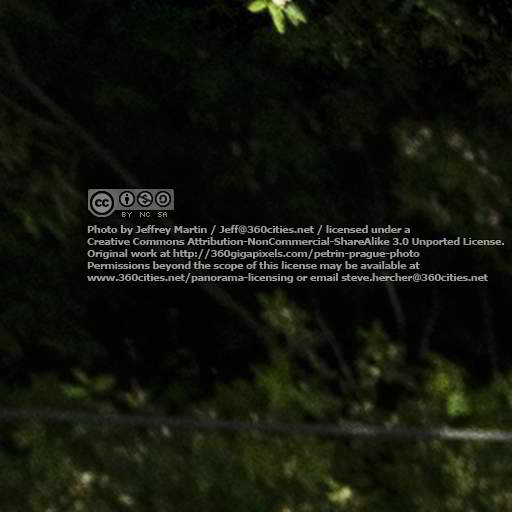 cc BY NC SA
Photo by Jeffrey Martin / Jeff@360cities.net / licensed under a
Creative Commons Attribution-NonCommercial-ShareAlike 3.0 Unported License.
Original work at http://360gigapixels.com/petrin-prague-photo
Permissions beyond the scope of this license may be available at
www.360cities.net/panorama-licensing or email steve.hercher@360cities.net